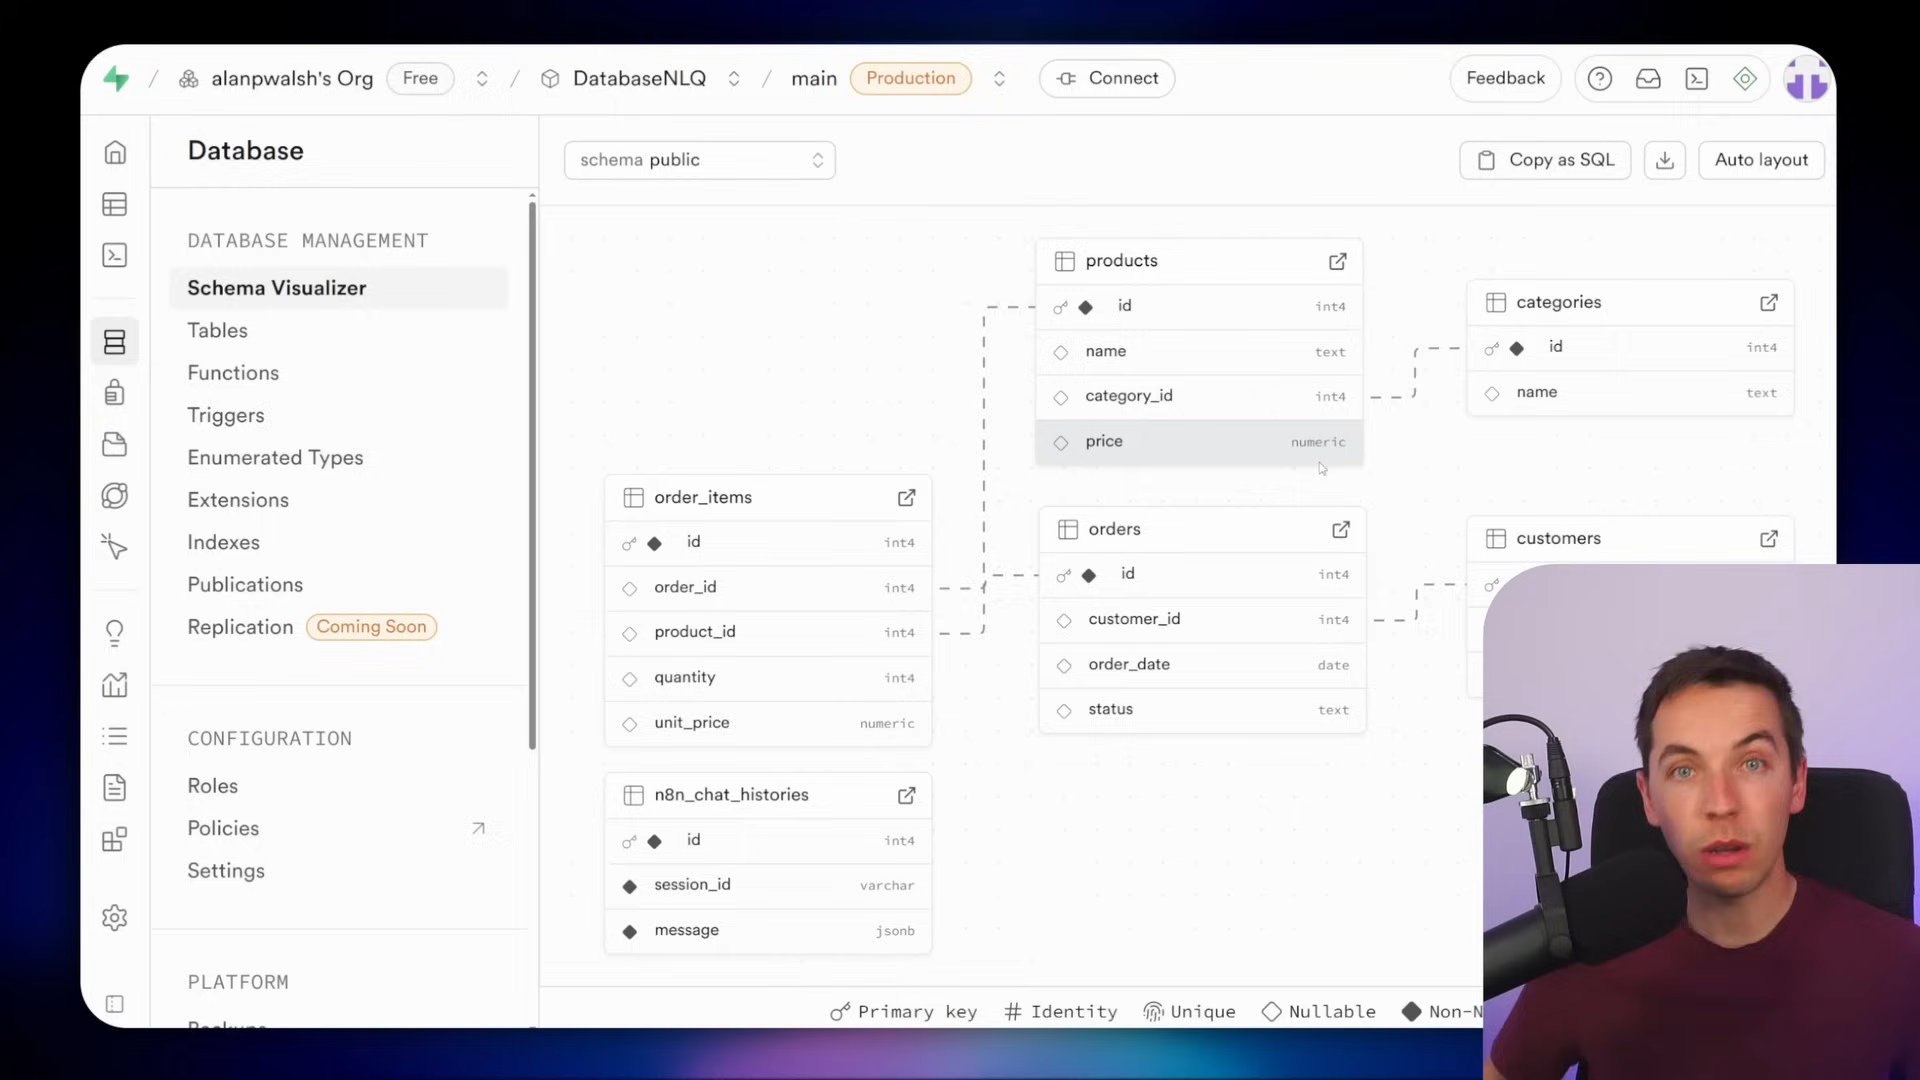 alanpwalsh's Org Free / DatabaseNLQ / main Production Connect Feedback
Database
DATABASE MANAGEMENT
Schema Visualizer
Tables
Functions
Triggers
Enumerated Types
Extensions
Indexes
Publications
Replication Coming Soon
CONFIGURATION
Roles
Policies
Settings
PLATFORM
schema public
Copy as SQL
Auto layout
products
id int4
name text
category_id int4
price numeric
categories
id int4
name text
order_items
id int4
order_id int4
product_id int4
quantity int4
unit_price numeric
orders
id int4
customer_id int4
order_date date
status text
customers
n8n_chat_histories
id int4
session_id varchar
message jsonb
Primary key # Identity Unique Nullable Non-N